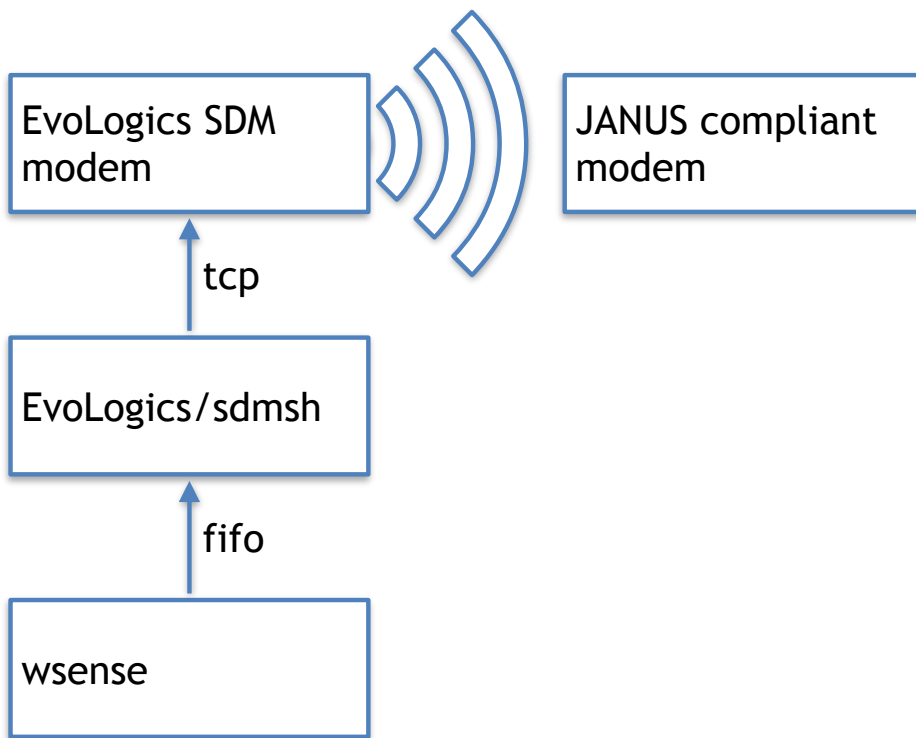 EvoLogics SDM
modem
JANUS compliant
modem
tcp
EvoLogics/sdmsh
fifo
wsense